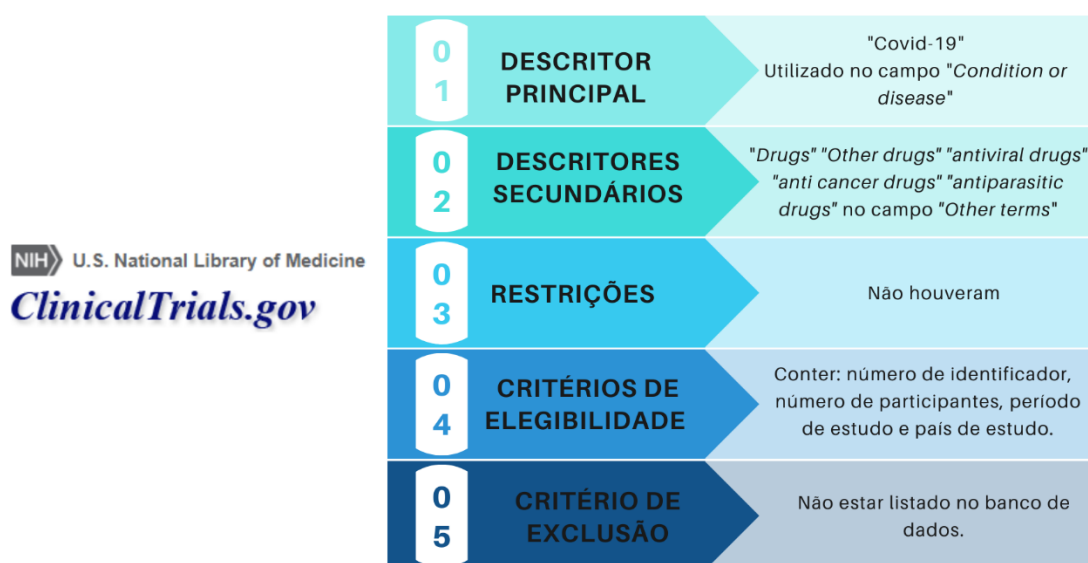 NIH U.S. National Library of Medicine
ClinicalTrials.gov
01
DESCRITOR
PRINCIPAL
"Covid-19"
Utilizado no campo "Condition or
disease"
02
DESCRITORES
SECUNDÁRIOS
"Drugs" "Other drugs" "antiviral drugs"
"anti cancer drugs" "antiparasitic
drugs" no campo "Other terms"
03
RESTRIÇÕES
Não houveram
04
CRITÉRIOS DE
ELEGIBILIDADE
Conter: número de identificador,
número de participantes, período
de estudo e país de estudo.
05
CRITÉRIO DE
EXCLUSÃO
Não estar listado no banco de
dados.